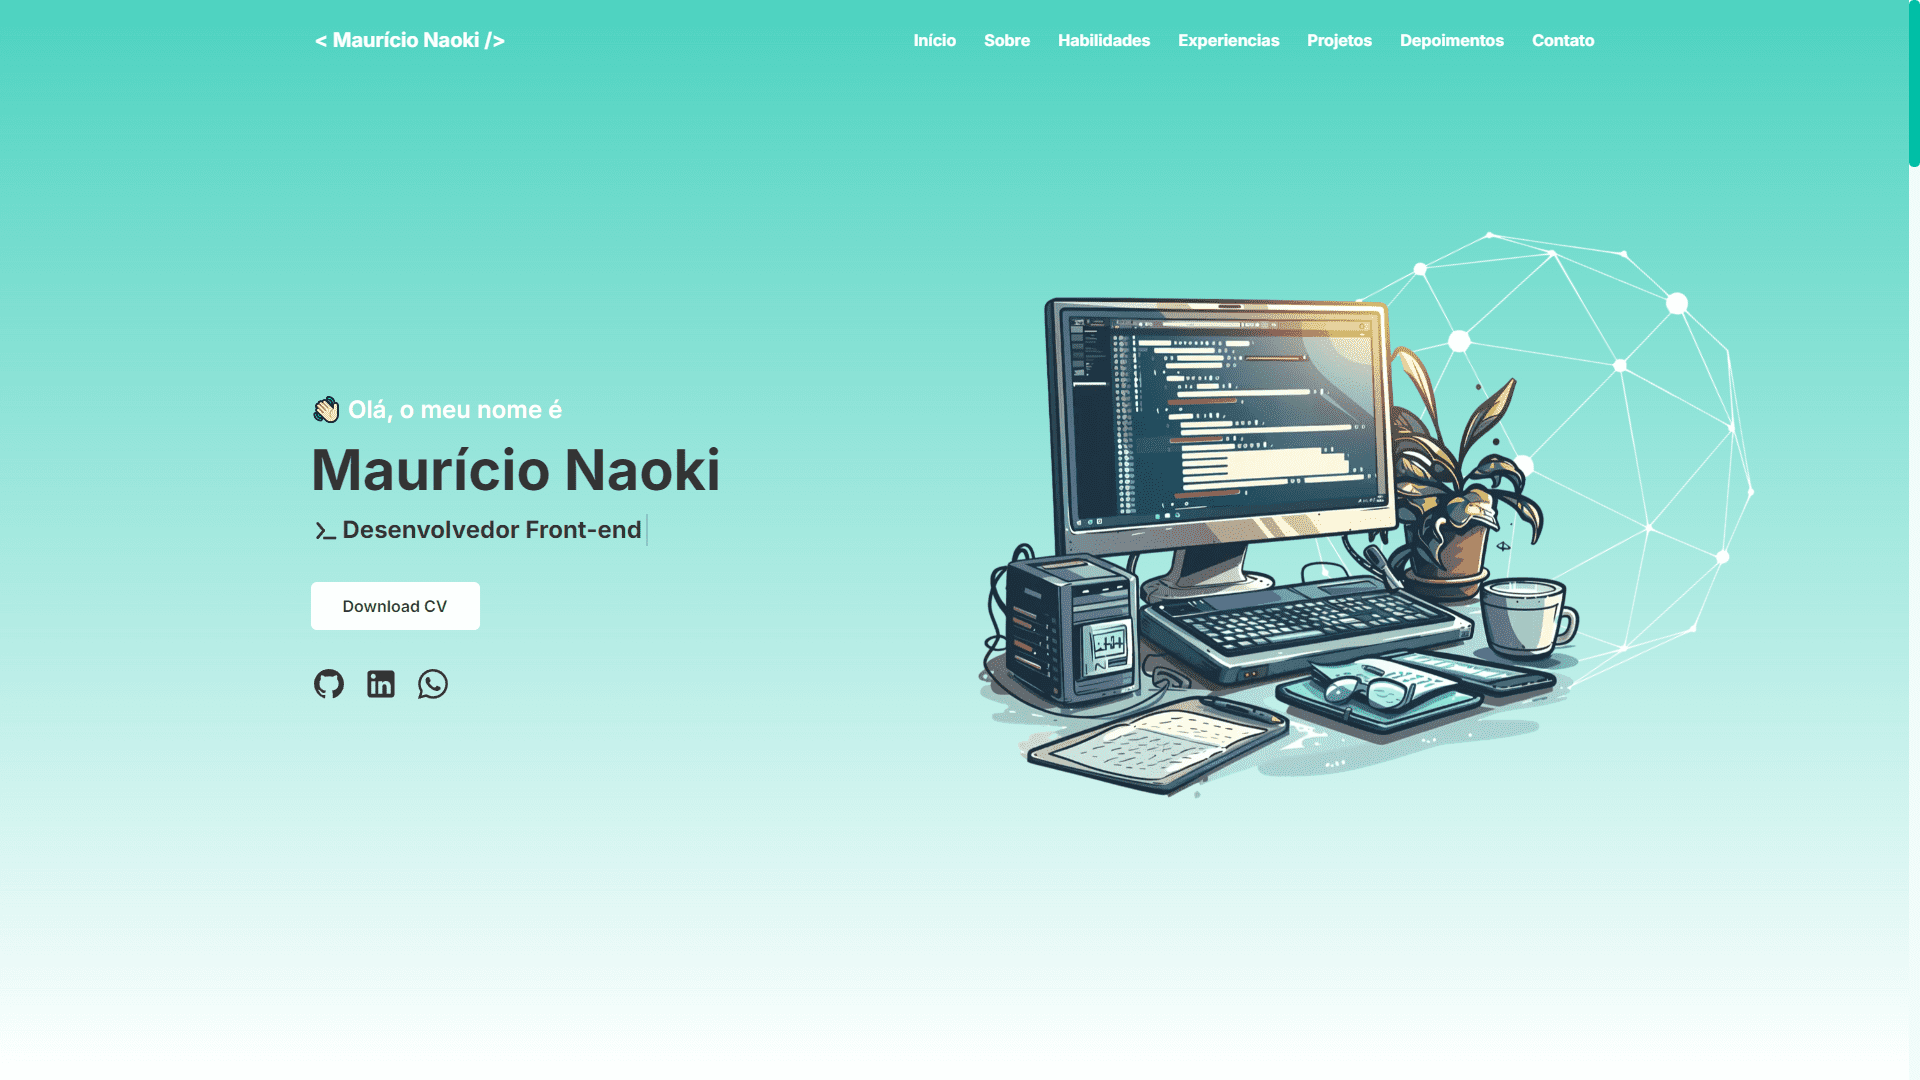 < Maurício Naoki />
Início Sobre Habilidades Experiencias Projetos Depoimentos Contato
👋🏻 Olá, o meu nome é
Maurício Naoki
Desenvolvedor Front-end
Download CV